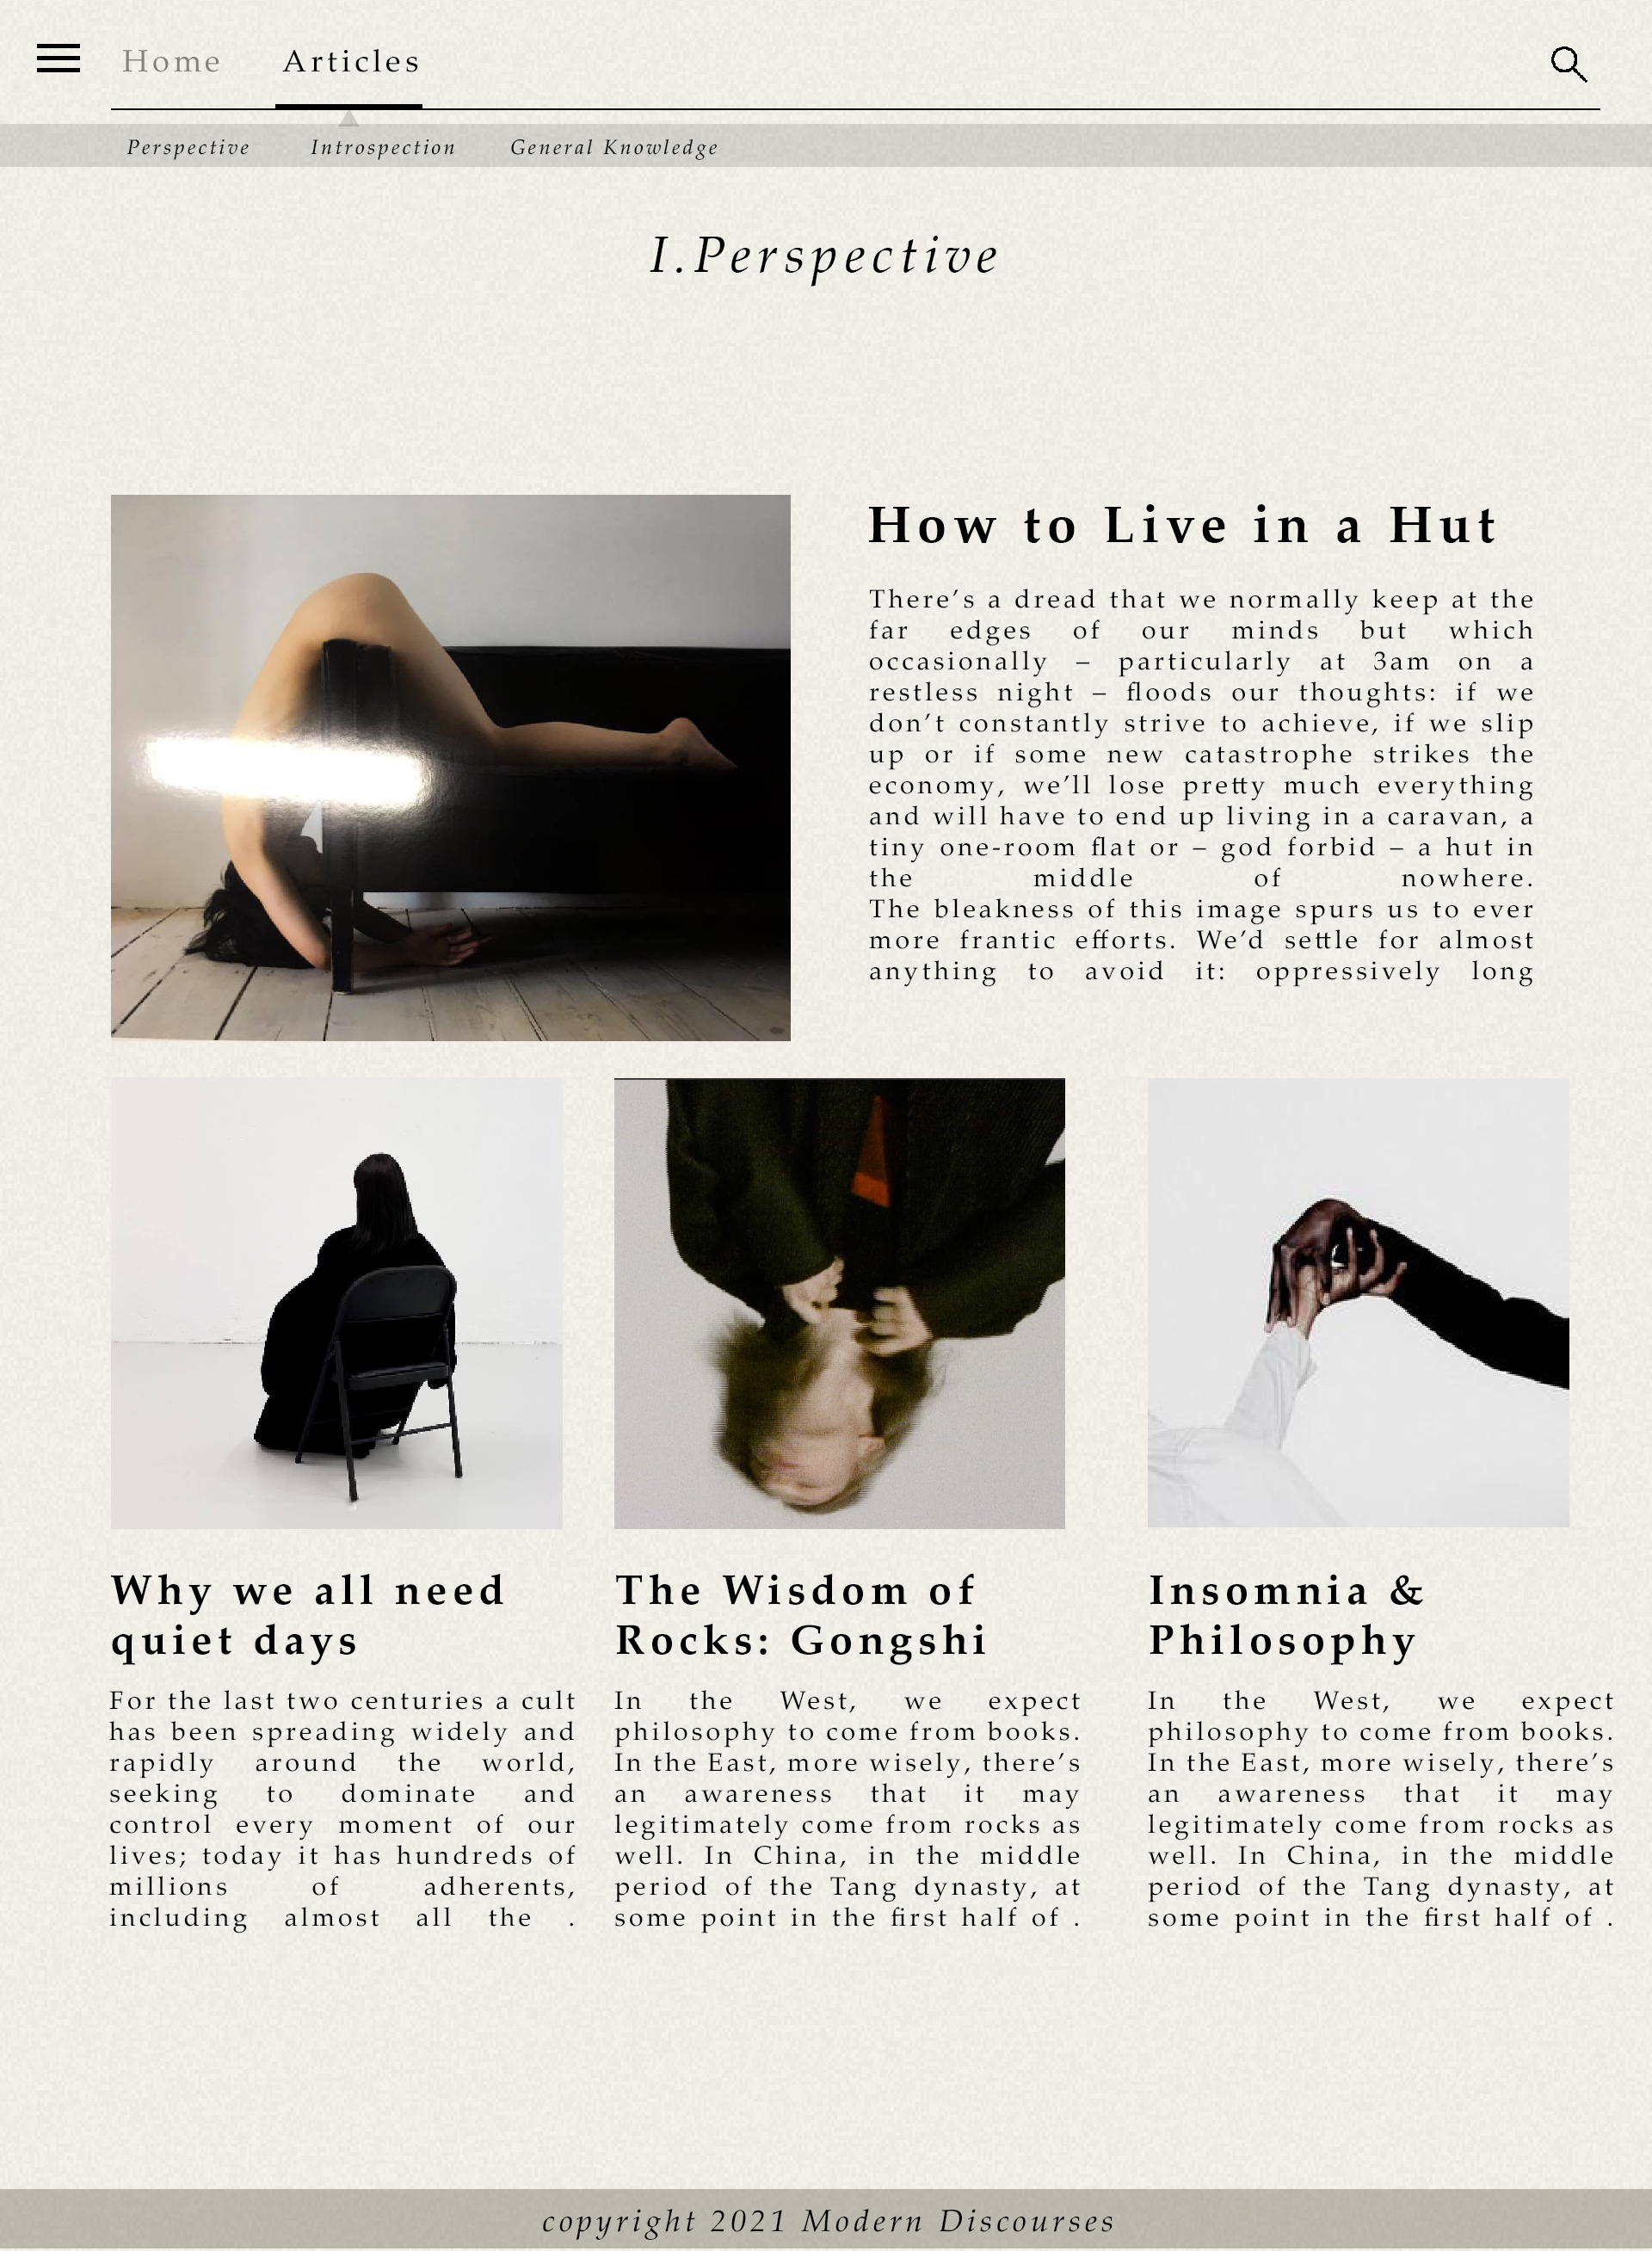 Home Articles
Perspective Introspection General Knowledge
I.Perspective
How to Live in a Hut
There’s a dread that we normally keep at the
far edges of our minds but which
occasionally – particularly at 3am on a
restless night – floods our thoughts: if we
don’t constantly strive to achieve, if we slip
up or if some new catastrophe strikes the
economy, we’ll lose pretty much everything
and will have to end up living in a caravan, a
tiny one-room flat or – god forbid – a hut in
the middle of nowhere.
The bleakness of this image spurs us to ever
more frantic efforts. We’d settle for almost
anything to avoid it: oppressively long
Why we all need
quiet days
For the last two centuries a cult
has been spreading widely and
rapidly around the world,
seeking to dominate and
control every moment of our
lives; today it has hundreds of
millions of adherents,
including almost all the .
The Wisdom of
Rocks: Gongshi
In the West, we expect
philosophy to come from books.
In the East, more wisely, there’s
an awareness that it may
legitimately come from rocks as
well. In China, in the middle
period of the Tang dynasty, at
some point in the first half of .
Insomnia &
Philosophy
In the West, we expect
philosophy to come from books.
In the East, more wisely, there’s
an awareness that it may
legitimately come from rocks as
well. In China, in the middle
period of the Tang dynasty, at
some point in the first half of .
copyright 2021 Modern Discourses